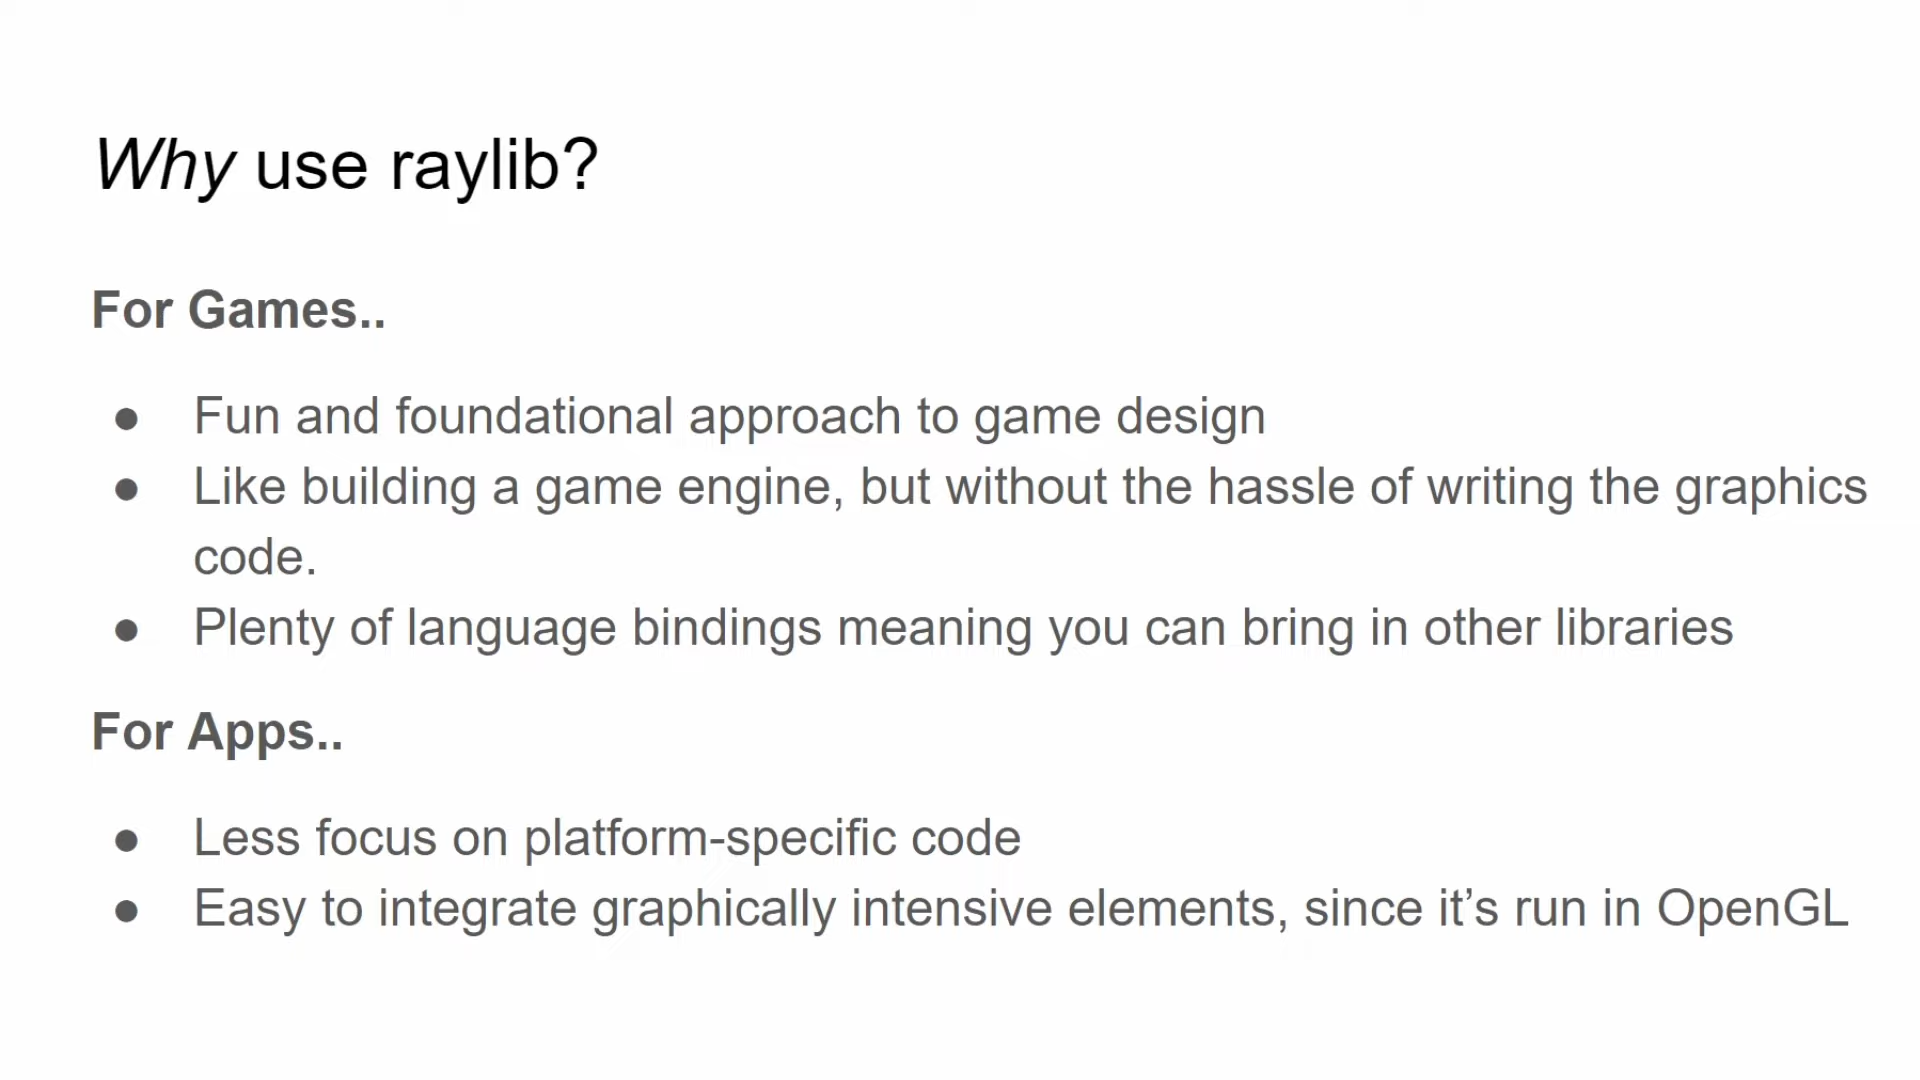 Why use raylib?
For Games..
● Fun and foundational approach to game design
● Like building a game engine, but without the hassle of writing the graphics
code.
● Plenty of language bindings meaning you can bring in other libraries
For Apps..
● Less focus on platform-specific code
● Easy to integrate graphically intensive elements, since it’s run in OpenGL